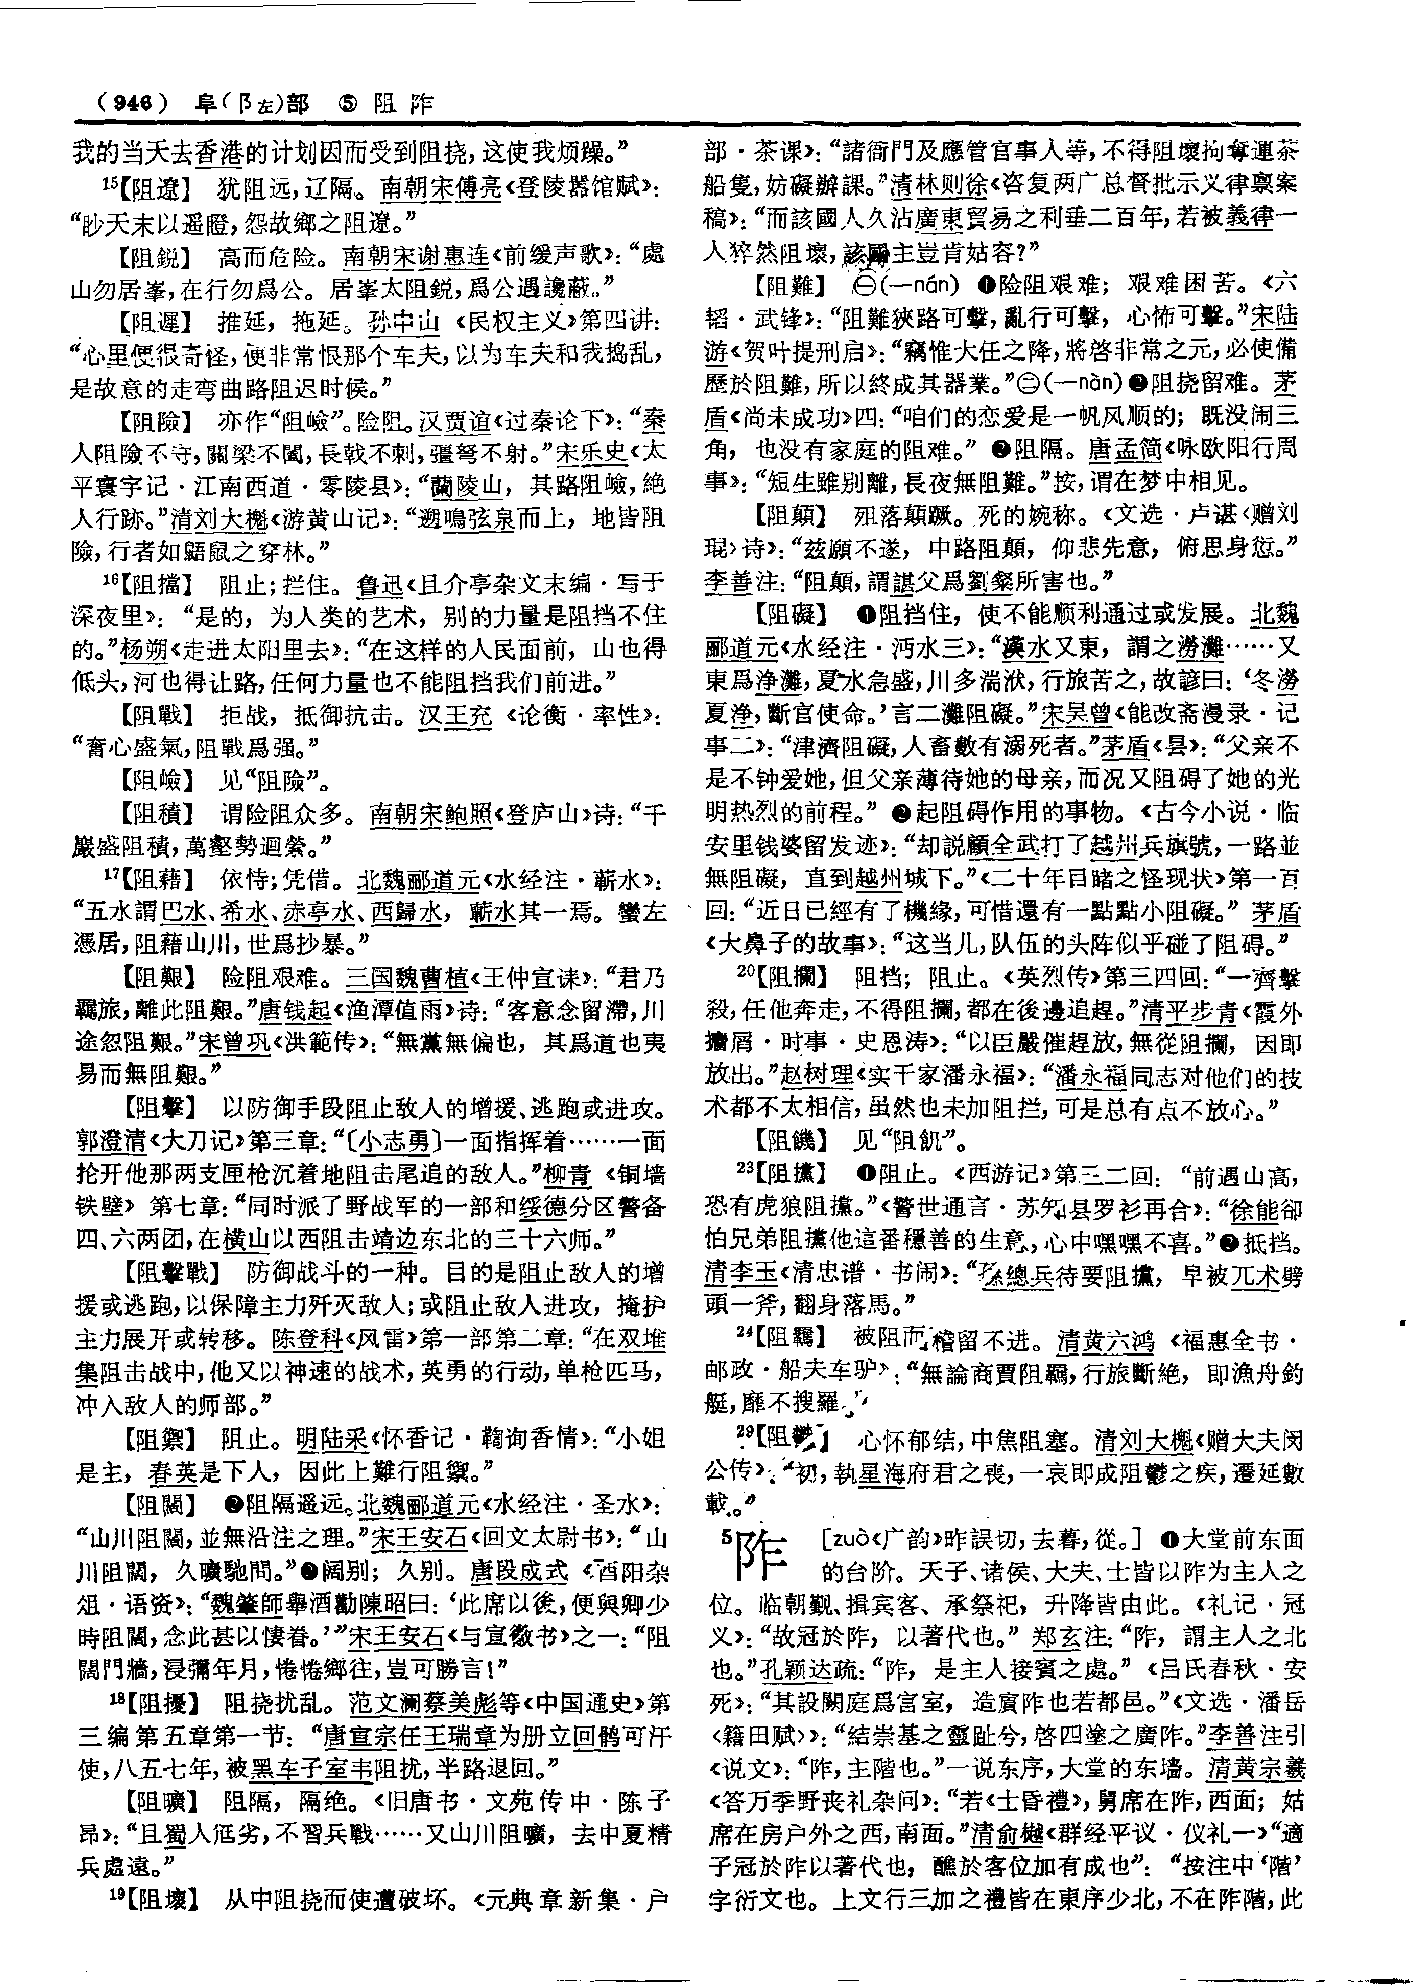 （946） 阜（阝左）部 ⑤ 阻 阼
我的当天去香港的计划因而受到阻挠，这使我烦躁。”
15【阻遼】 犹阻远，辽隔。南朝宋傅亮《登陵嚣馆赋》：
“眇天末以遥瞪，怨故鄉之阻遼。”
【阻鋭】 高而危险。南朝宋谢惠连《前缓声歌》：“處
山勿居峯，在行勿爲公。居峯太阻鋭，爲公遇讒蔽。”
【阻遲】 推延，拖延。孙中山《民权主义》第四讲：
“心里便很奇怪，便非常恨那个车夫，以为车夫和我捣乱，
是故意的走弯曲路阻迟时侯。”
【阻險】 亦作“阻嶮”。险阻。汉贾谊《过秦论下》：“秦
人阻險不守，關梁不闔，長戟不刺，彊弩不射。”宋乐史《太
平寰宇记·江南西道·零陵县》：“蘭陵山，其路阻嶮，絶
人行跡。”清刘大櫆《游黄山记》：“遡鳴弦泉而上，地皆阻
險，行者如鼯鼠之穿林。”
16【阻擋】 阻止；拦住。鲁迅《且介亭杂文末编·写于
深夜里》：“是的，为人类的艺术，别的力量是阻挡不住
的。”杨朔《走进太阳里去》：“在这样的人民面前，山也得
低头，河也得让路，任何力量也不能阻挡我们前进。”
【阻戰】 拒战，抵御抗击。汉王充《论衡·率性》：
“奮心盛氣，阻戰爲强。”
【阻嶮】 见“阻險”。
【阻積】 谓险阻众多。南朝宋鲍照《登庐山》诗：“千
巖盛阻積，萬壑勢迴縈。”
17【阻藉】 依恃；凭借。北魏郦道元《水经注·蕲水》：
“五水謂巴水、希水、赤亭水、西歸水，蕲水其一焉。蠻左
憑居，阻藉山川，世爲抄暴。”
【阻艱】 险阻艰难。三国魏曹植《王仲宣诔》：“君乃
羈旅，離此阻艱。”唐钱起《渔潭值雨》诗：“客意念留滯，川
途忽阻艱。”宋曾巩《洪範传》：“無黨無偏也，其爲道也夷
易而無阻艱。”
【阻擊】 以防御手段阻止敌人的增援、逃跑或进攻。
郭澄清《大刀记》第三章：“〔小志勇〕一面指挥着……一面
抡开他那两支匣枪沉着地阻击尾追的敌人。”柳青《铜墙
铁壁》第七章：“同时派了野战军的一部和绥德分区警备
四、六两团，在横山以西阻击靖边东北的三十六师。”
【阻擊戰】 防御战斗的一种。目的是阻止敌人的增
援或逃跑，以保障主力歼灭敌人；或阻止敌人进攻，掩护
主力展开或转移。陈登科《风雷》第一部第二章：“在双堆
集阻击战中，他又以神速的战术，英勇的行动，单枪匹马，
冲入敌人的师部。”
【阻禦】 阻止。明陆采《怀香记·鞫询香情》：“小姐
是主，春英是下人，因此上難行阻禦。”
【阻闊】 ❶阻隔遥远。北魏郦道元《水经注·圣水》：
“山川阻闊，並無沿注之理。”宋王安石《回文太尉书》：“山
川阻闊，久曠馳問。”❷阔别；久别。唐段成式《酉阳杂
俎·语资》：“魏肇師舉酒勸陳昭曰：‘此席以後，便與卿少
時阻闊，念此甚以悽眷。’”宋王安石《与宣徽书》之一：“阻
闊門牆，浸彌年月，惓惓鄉往，豈可勝言！”
18【阻擾】 阻挠扰乱。范文澜蔡美彪等《中国通史》第
三编第五章第一节：“唐宣宗任王瑞章为册立回鹘可汗
使，八五七年，被黑车子室韦阻扰，半路退回。”
【阻曠】 阻隔，隔绝。《旧唐书·文苑传中·陈子
昂》：“且蜀人尪劣，不習兵戰……又山川阻曠，去中夏精
兵處遠。”
19【阻壞】 从中阻挠而使遭破坏。《元典章新集·户
部·茶课》：“諸衙門及應管官事人等，不得阻壞拘奪運茶
船隻，妨礙辦課。”清林则徐《咨复两广总督批示义律禀案
稿》：“而該國人久沾廣東貿易之利垂二百年，若被義律一
人猝然阻壞，該國主豈肯姑容？”
【阻難】 ㊀(—nán) ❶险阻艰难；艰难困苦。《六
韬·武锋》：“阻難狹路可擊，亂行可擊，心怖可擊。”宋陆
游《贺叶提刑启》：“竊惟大任之降，將啓非常之元，必使備
歷於阻難，所以終成其器業。”㊁(—nàn)❶阻挠留难。茅
盾《尚未成功》四：“咱们的恋爱是一帆风顺的；既没闹三
角，也没有家庭的阻难。”❷阻隔。唐孟简《咏欧阳行周
事》：“短生雖别離，長夜無阻難。”按，谓在梦中相见。
【阻顛】 殂落顛蹶。死的婉称。《文选·卢谌〈赠刘
琨〉诗》：“兹願不遂，中路阻顛，仰悲先意，俯思身愆。”
李善注：“阻顛，謂諶父爲劉粲所害也。”
【阻礙】 ❶阻挡住，使不能顺利通过或发展。北魏
郦道元《水经注·沔水三》：“漢水又東，謂之澇灘……又
東爲浄灘，夏水急盛，川多湍洑，行旅苦之，故諺曰：‘冬澇
夏浄，斷官使命。’言二灘阻礙。”宋吴曾《能改斋漫录·记
事二》：“津濟阻礙，人畜數有溺死者。”茅盾《昙》：“父亲不
是不钟爱她，但父亲薄待她的母亲，而况又阻碍了她的光
明热烈的前程。”❷起阻碍作用的事物。《古今小说·临
安里钱婆留发迹》：“却説顧全武打了越州兵旗號，一路並
無阻礙，直到越州城下。”《二十年目睹之怪现状》第一百
回：“近日已經有了機緣，可惜還有一點點小阻礙。”茅盾
《大鼻子的故事》：“这当儿，队伍的头阵似乎碰了阻碍。”
20【阻攔】 阻挡；阻止。《英烈传》第三四回：“一齊擊
殺，任他奔走，不得阻攔，都在後邊追趕。”清平步青《霞外
攟屑·时事·史恩涛》：“以臣嚴催趕放，無從阻攔，因即
放出。”赵树理《实干家潘永福》：“潘永福同志对他们的技
术都不太相信，虽然也未加阻拦，可是总有点不放心。”
【阻饑】 见“阻飢”。
23【阻攩】 ❶阻止。《西游记》第三二回：“前遇山高，
恐有虎狼阻攩。”《警世通言·苏知县罗衫再合》：“徐能卻
怕兄弟阻攩他這番穩善的生意，心中嘿嘿不喜。”❷抵挡。
清李玉《清忠谱·书闹》：“孫總兵待要阻攩，早被兀术劈
頭一斧，翻身落馬。”
24【阻羈】 被阻而稽留不进。清黄六鸿《福惠全书·
邮政·船夫车驴》：“無論商賈阻羈，行旅斷絶，即漁舟釣
艇，靡不搜羅。”
29【阻鬱】 心怀郁结，中焦阻塞。清刘大櫆《赠大夫闵
公传》：“初，執星海府君之喪，一哀即成阻鬱之疾，遷延數
載。”
5阼 [zuò《广韵》昨誤切，去暮，從。] ❶大堂前东面
的台阶。天子、诸侯、大夫、士皆以阼为主人之
位。临朝觐、揖宾客、承祭祀，升降皆由此。《礼记·冠
义》：“故冠於阼，以著代也。”郑玄注：“阼，謂主人之北
也。”孔颖达疏：“阼，是主人接賓之處。”《吕氏春秋·安
死》：“其設闕庭爲宫室，造賓阼也若都邑。”《文选·潘岳
〈籍田赋〉》：“結崇基之靈趾兮，啓四塗之廣阼。”李善注引
《说文》：“阼，主階也。”一说东序，大堂的东墙。清黄宗羲
《答万季野丧礼杂问》：“若《士昏禮》，舅席在阼，西面；姑
席在房户外之西，南面。”清俞樾《群经平议·仪礼一》“適
子冠於阼以著代也，醮於客位加有成也”：“按注中‘階’
字衍文也。上文行三加之禮皆在東序少北，不在阼階，此